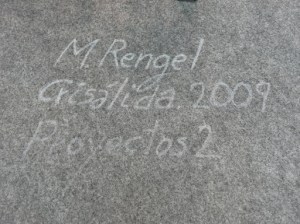 M. Rengel
Crisálida. 2009
Proyectos 2